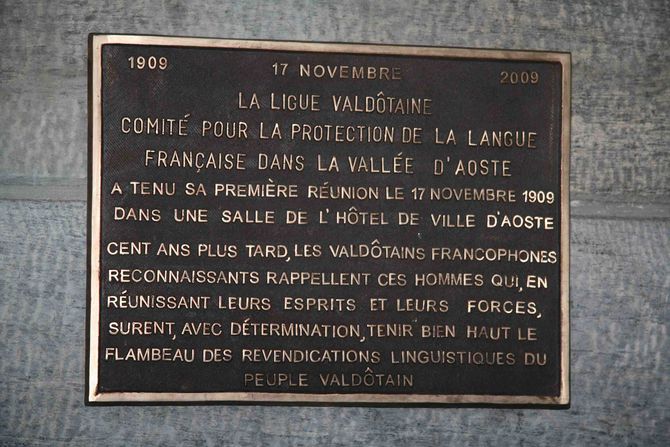 1909 17 NOVEMBRE 2009
LA LIGUE VALDÔTAINE
COMITÉ POUR LA PROTECTION DE LA LANGUE
FRANÇAISE DANS LA VALLÉE D'AOSTE
A TENU SA PREMIÈRE RÉUNION LE 17 NOVEMBRE 1909
DANS UNE SALLE DE L'HÔTEL DE VILLE D'AOSTE
CENT ANS PLUS TARD, LES VALDÔTAINS FRANCOPHONES
RECONNAISSANTS RAPPELLENT CES HOMMES QUI, EN
RÉUNISSANT LEURS ESPRITS ET LEURS FORCES,
SURENT, AVEC DÉTERMINATION, TENIR BIEN HAUT LE
FLAMBEAU DES REVENDICATIONS LINGUISTIQUES DU
PEUPLE VALDÔTAIN